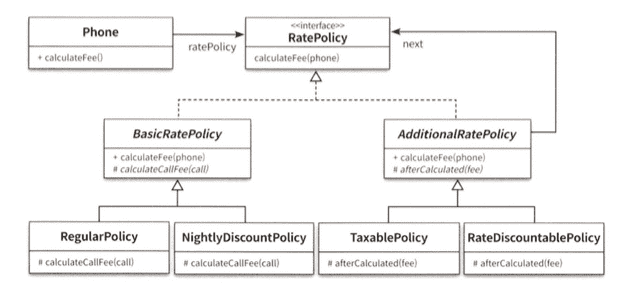 Phone
+ calculateFee()
ratePolicy
<<interface>>
RatePolicy
calculateFee(phone)
next
BasicRatePolicy
+ calculateFee(phone)
# calculateCallFee(call)
AdditionalRatePolicy
+ calculateFee(phone)
# afterCalculated(fee)
RegularPolicy
# calculateCallFee(call)
NightlyDiscountPolicy
# calculateCallFee(call)
TaxablePolicy
# afterCalculated(fee)
RateDiscountablePolicy
# afterCalculated(fee)